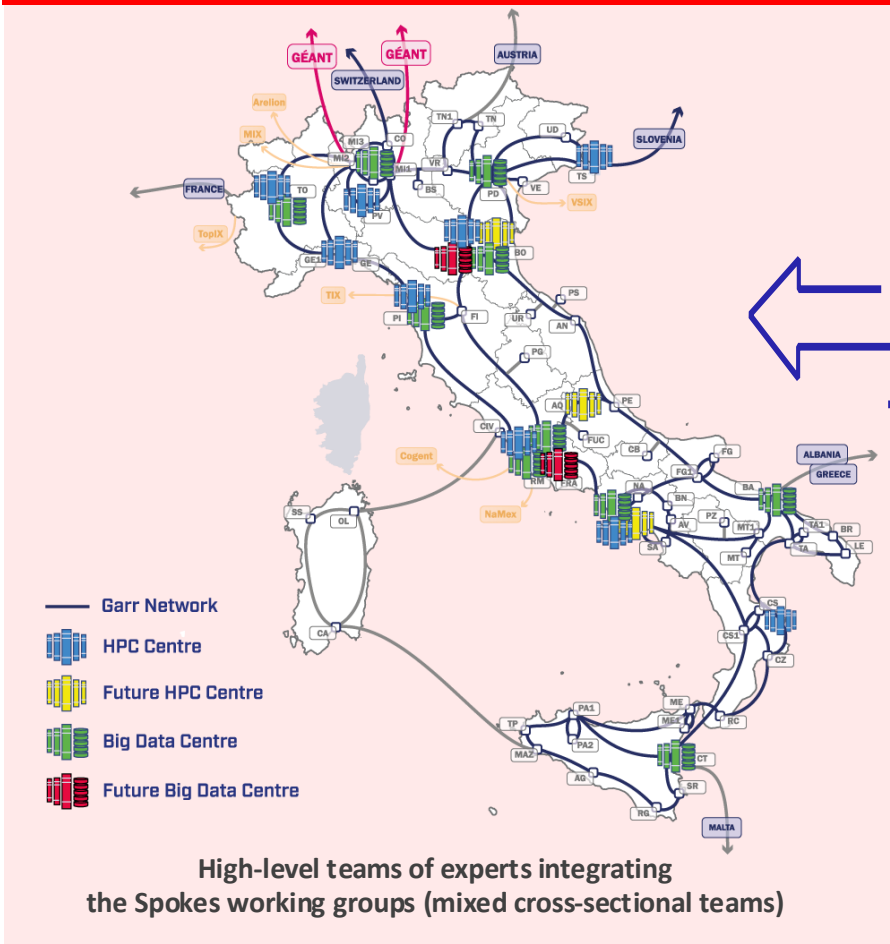 GÉANT
GÉANT
AUSTRIA
SWITZERLAND
Arelion
MIX
MI3
CO
TN1
TN
UD
SLOVENIA
MI2
MI1
VR
TS
FRANCE
TO
BS
PD
VE
VSIX
PV
TopIX
GE1
GE
BO
TIX
PS
PI
FI
UR
AN
PG
AQ
PE
CIV
FUC
CB
FG
ALBANIA
GREECE
Cogent
RM
FRA
FG1
NA
BA
NaMex
BN
SS
OL
AV
PZ
MT1
TA1
BR
SA
MT
TA
LE
Garr Network
CS
CA
CS1
HPC Centre
CZ
Future HPC Centre
PA1
ME
TP
ME1
RC
Big Data Centre
PA2
MAZ
CT
AG
SR
Future Big Data Centre
RG
MALTA
High-level teams of experts integrating
the Spokes working groups (mixed cross-sectional teams)